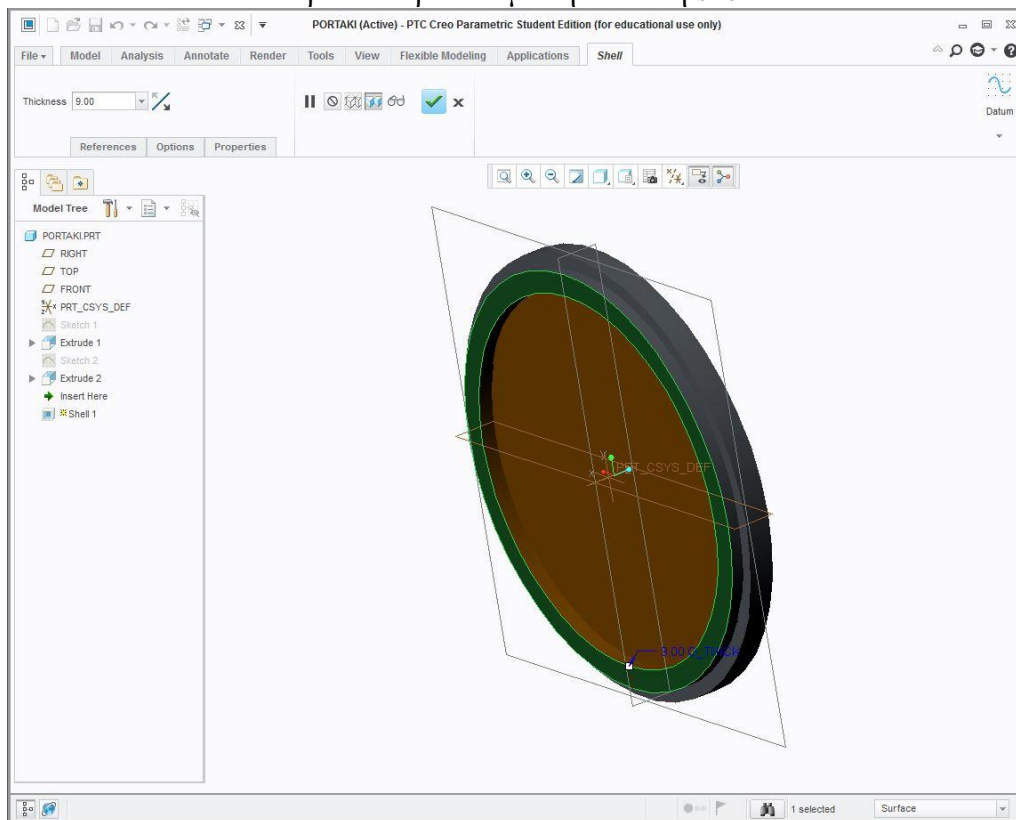 PORTAKI (Active) - PTC Creo Parametric Student Edition (for educational use only)
File Model Analysis Annotate Render Tools View Flexible Modeling Applications Shell
Thickness 9.00
Datum
References Options Properties
Model Tree
PORTAKI.PRT
RIGHT
TOP
FRONT
PRT_CSYS_DEF
Sketch 1
Extrude 1
Sketch 2
Extrude 2
Insert Here
Shell 1
PRT_CSYS_DEF
9.00 O_THICK
1 selected
Surface